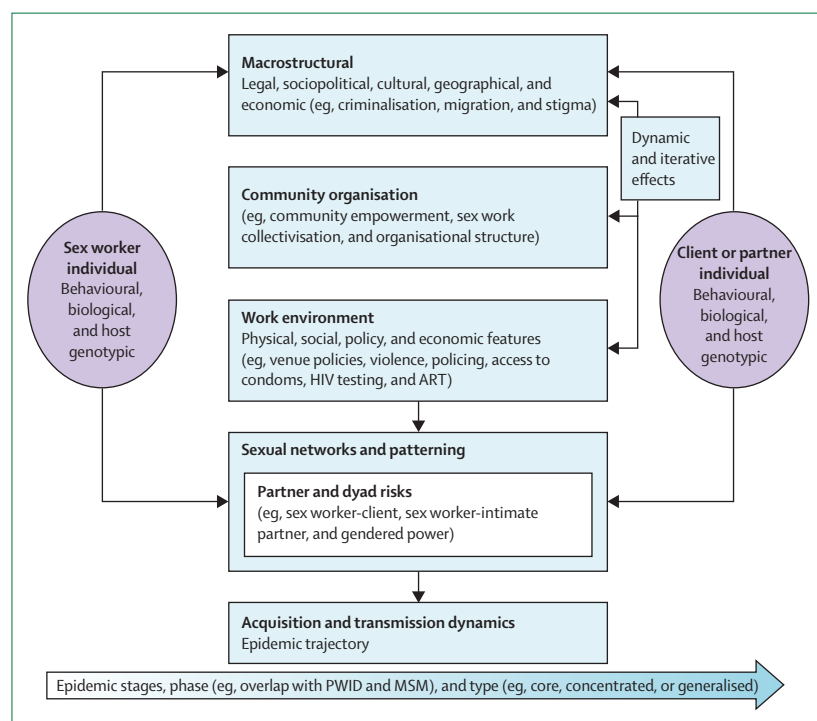 Macrostructural
Legal, sociopolitical, cultural, geographical, and
economic (eg, criminalisation, migration, and stigma)
Dynamic
and iterative
effects
Community organisation
(eg, community empowerment, sex work
collectivisation, and organisational structure)
Sex worker
individual
Behavioural,
biological,
and host
genotypic
Client or partner
individual
Behavioural,
biological,
and host
genotypic
Work environment
Physical, social, policy, and economic features
(eg, venue policies, violence, policing, access to
condoms, HIV testing, and ART)
Sexual networks and patterning
Partner and dyad risks
(eg, sex worker-client, sex worker-intimate
partner, and gendered power)
Acquisition and transmission dynamics
Epidemic trajectory
Epidemic stages, phase (eg, overlap with PWID and MSM), and type (eg, core, concentrated, or generalised)